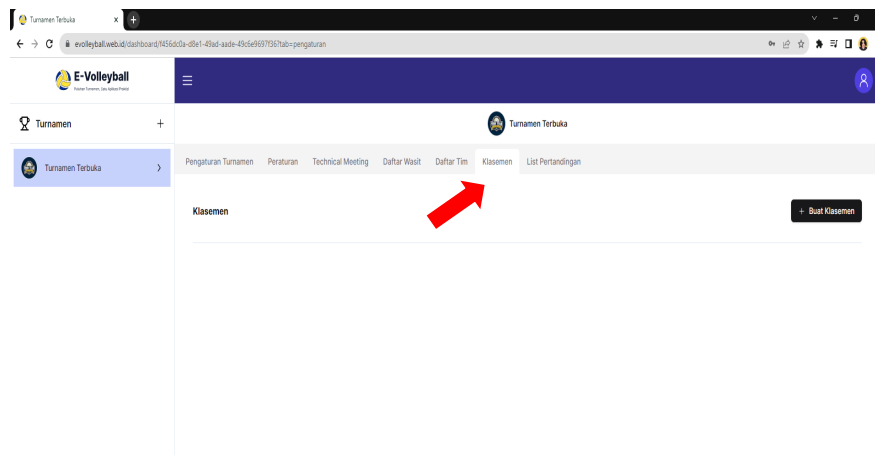 Turnamen Terbuka
evolleyball.web.id/dashboard/f456dc0a-d8e1-49ad-aade-49c6e9697f36?tab=pengaturan
E-Volleyball
Turnamen
Turnamen Terbuka
Turnamen Terbuka
Pengaturan Turnamen Peraturan Technical Meeting Daftar Wasit Daftar Tim Klasemen List Pertandingan
Klasemen
+ Buat Klasemen